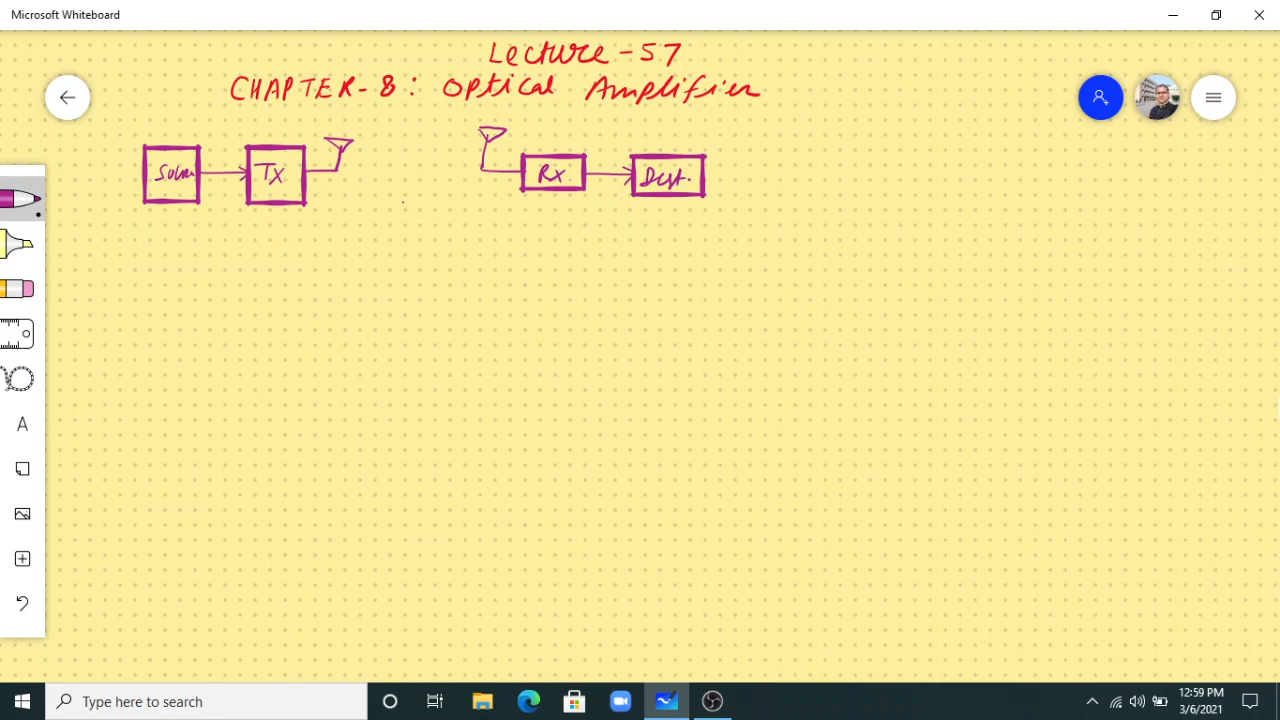 Microsoft Whiteboard
Lecture - 57
CHAPTER-8: Optical Amplifier
Tx
Rx
Dest.
A
Type here to search
12:59 PM
3/6/2021